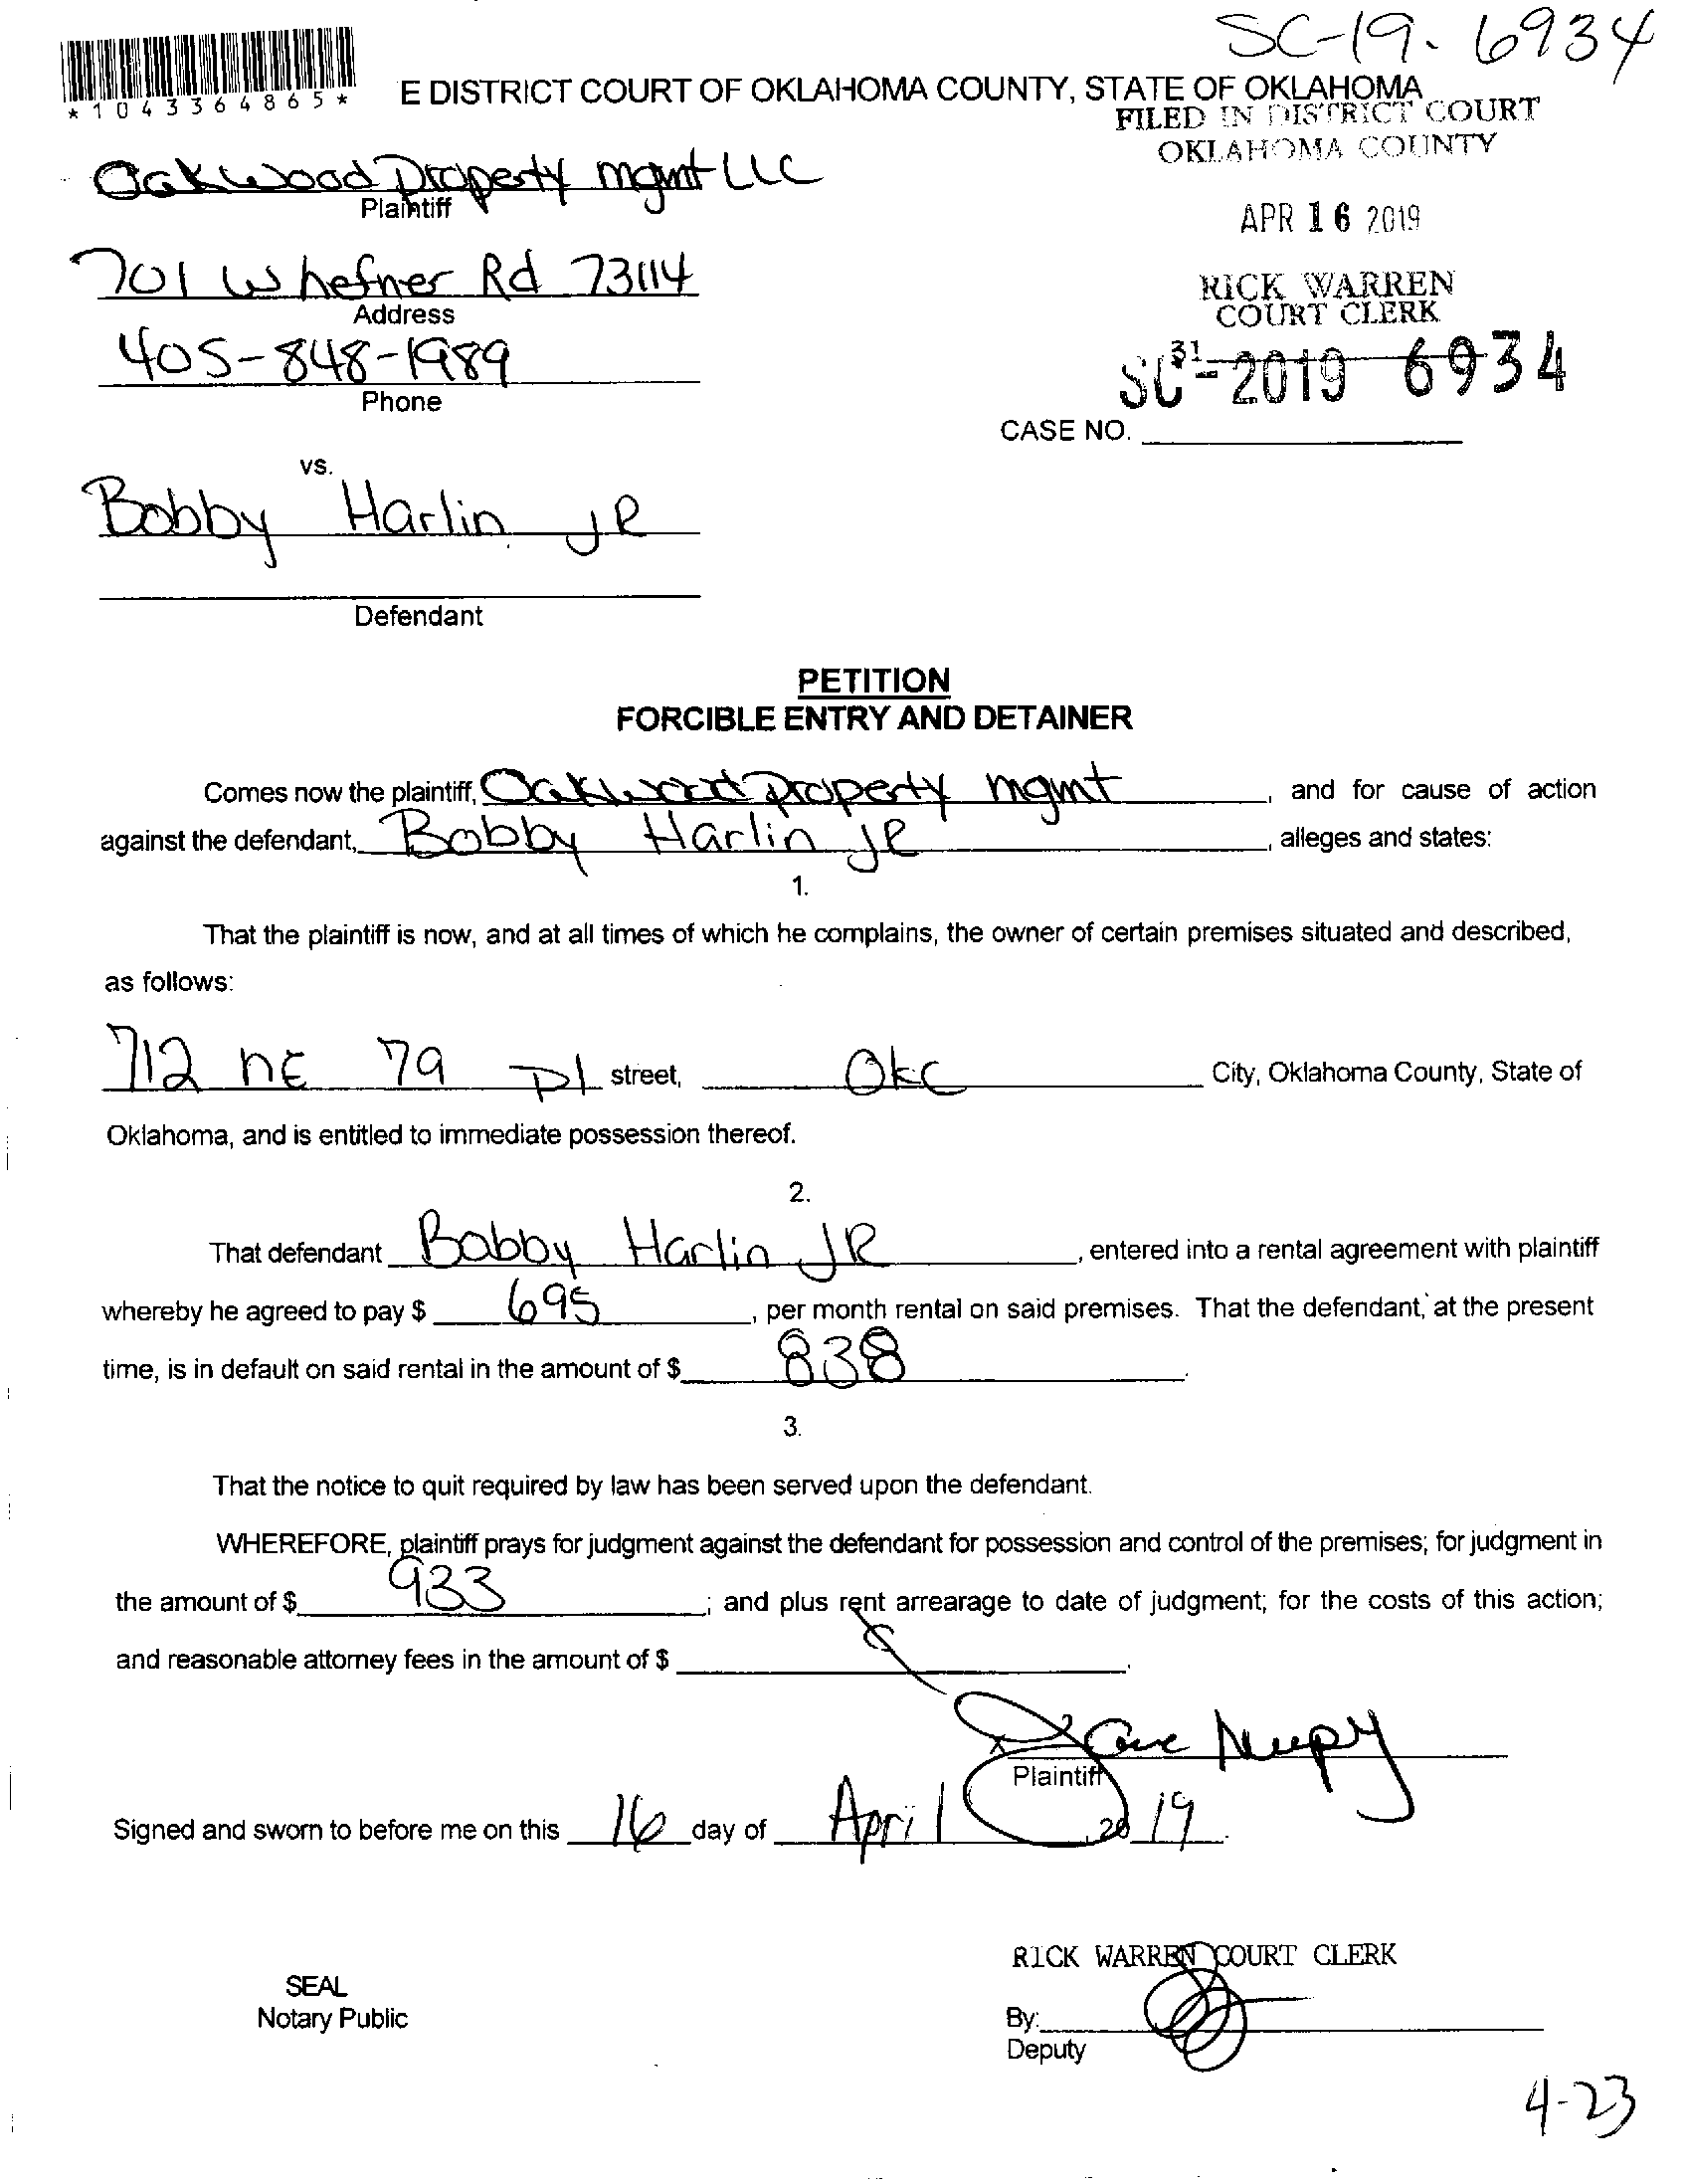 SC-19-6934
*1043364865*
E DISTRICT COURT OF OKLAHOMA COUNTY, STATE OF OKLAHOMA
FILED IN DISTRICT COURT
OKLAHOMA COUNTY
Oakwood Property mgmt LLC
Plaintiff
APR 16 2019
701 W hefner Rd 73114
Address
RICK WARREN
COURT CLERK
31
405-848-1989
Phone
SC-2019 6934
CASE NO.
vs.
Bobby Harlin JR
Defendant
PETITION
FORCIBLE ENTRY AND DETAINER
Comes now the plaintiff, Oakwood Property mgmt, and for cause of action
against the defendant, Bobby Harlin JR, alleges and states:
1.
That the plaintiff is now, and at all times of which he complains, the owner of certain premises situated and described,
as follows:
712 NE 79 Pl street, OKC City, Oklahoma County, State of
Oklahoma, and is entitled to immediate possession thereof.
2.
That defendant Bobby Harlin JR, entered into a rental agreement with plaintiff
whereby he agreed to pay $ 695, per month rental on said premises. That the defendant, at the present
time, is in default on said rental in the amount of $ 838.
3.
That the notice to quit required by law has been served upon the defendant.
WHEREFORE, plaintiff prays for judgment against the defendant for possession and control of the premises; for judgment in
the amount of $ 933; and plus rent arrearage to date of judgment; for the costs of this action;
and reasonable attorney fees in the amount of $ .
x
Plaintiff
Signed and sworn to before me on this 16 day of April, 20 19.
RICK WARREN COURT CLERK
SEAL
Notary Public
By:
Deputy
4-23